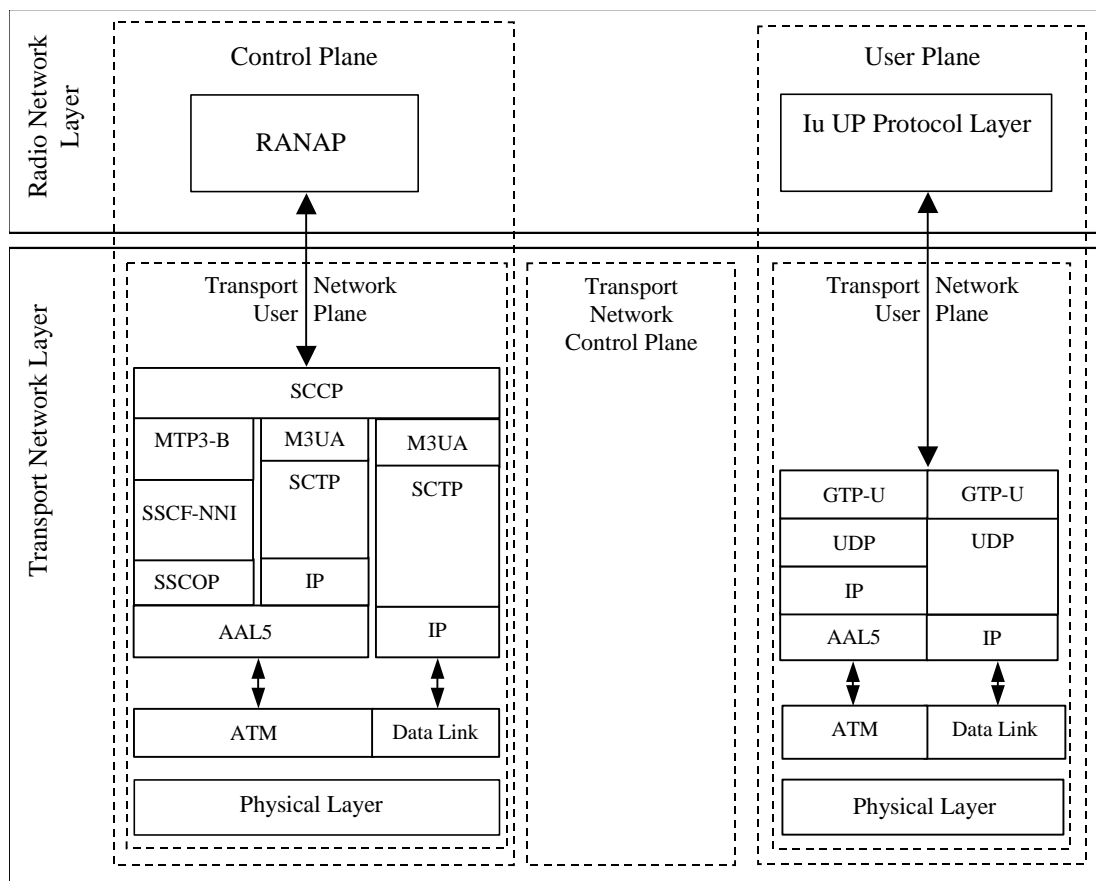 Radio Network
Layer
Control Plane
RANAP
User Plane
Iu UP Protocol Layer
Transport Network Layer
Transport Network
User Plane
SCCP
MTP3-B
SSCF-NNI
SSCOP
M3UA
SCTP
IP
AAL5
M3UA
SCTP
IP
ATM
Data Link
Physical Layer
Transport
Network
Control Plane
Transport Network
User Plane
GTP-U
UDP
IP
AAL5
GTP-U
UDP
IP
ATM
Data Link
Physical Layer